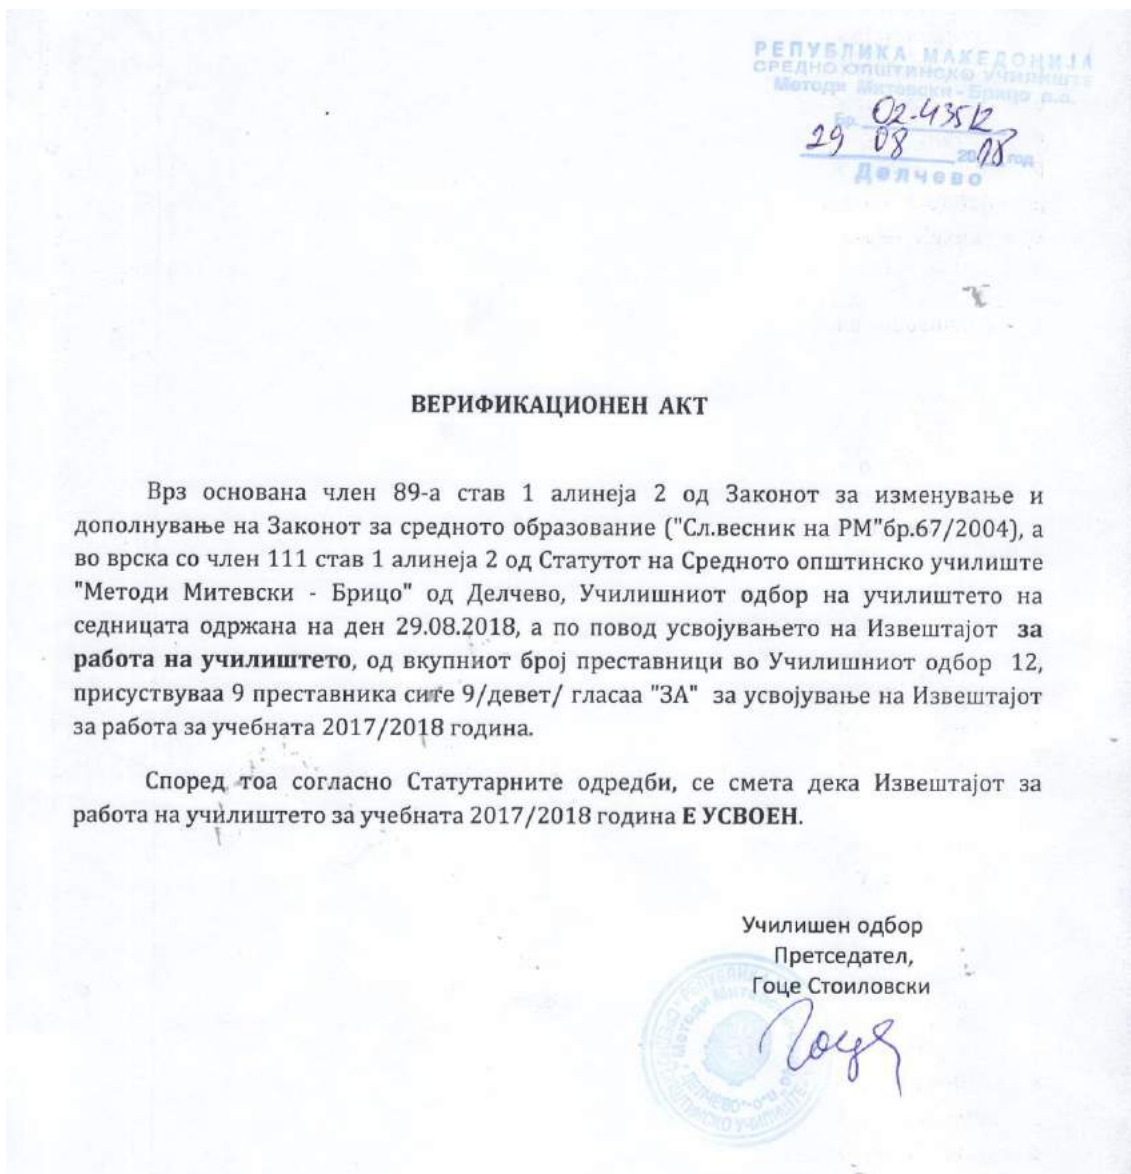 РЕПУБЛИКА МАКЕДОНИЈА
СРЕДНО ОПШТИНСКО УЧИЛИШТЕ
Методи Митевски - Брицо п.о.
Бр. 02-435/2
29 08 2018 год
Делчево
ВЕРИФИКАЦИОНЕН АКТ
Врз основана член 89-а став 1 алинеја 2 од Законот за изменување и
дополнување на Законот за средното образование ("Сл.весник на РМ"бр.67/2004), а
во врска со член 111 став 1 алинеја 2 од Статутот на Средното општинско училиште
"Методи Митевски - Брицо" од Делчево, Училишниот одбор на училиштето на
седницата одржана на ден 29.08.2018, а по повод усвојувањето на Извештајот за
работа на училиштето, од вкупниот број преставници во Училишниот одбор 12,
присуствуваа 9 преставника сите 9/девет/ гласаа "ЗА" за усвојување на Извештајот
за работа за учебната 2017/2018 година.
Според тоа согласно Статутарните одредби, се смета дека Извештајот за
работа на училиштето за учебната 2017/2018 година Е УСВОЕН.
Училишен одбор
Претседател,
Гоце Стоиловски